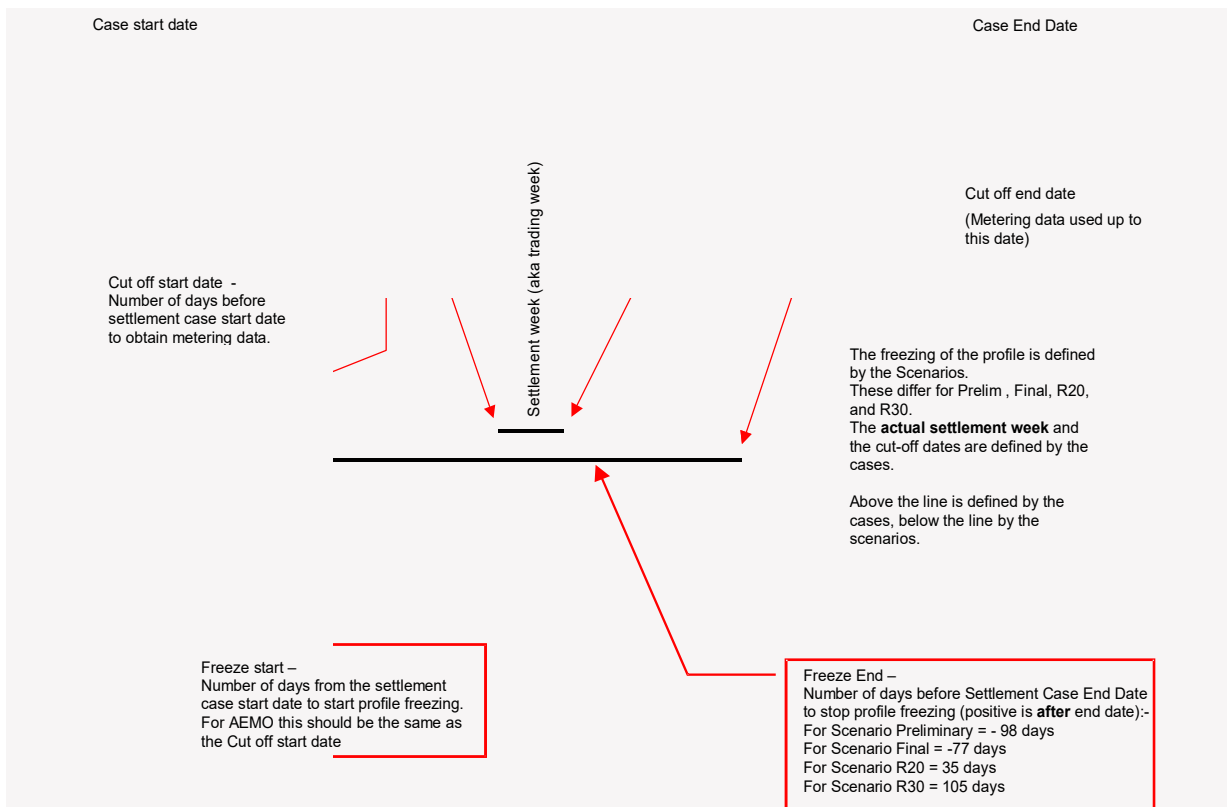 Case start date
Case End Date
Settlement week (aka trading week)
Cut off end date
(Metering data used up to
this date)
Cut off start date  -
Number of days before
settlement case start date
to obtain metering data.
The freezing of the profile is defined
by the Scenarios.
These differ for Prelim , Final, R20,
and R30.
The actual settlement week and
the cut-off dates are defined by the
cases.
Above the line is defined by the
cases, below the line by the
scenarios.
Freeze start –
Number of days from the settlement
case start date to start profile freezing.
For AEMO this should be the same as
the Cut off start date
Freeze End –
Number of days before Settlement Case End Date
to stop profile freezing (positive is after end date):-
For Scenario Preliminary = - 98 days
For Scenario Final = -77 days
For Scenario R20 = 35 days
For Scenario R30 = 105 days